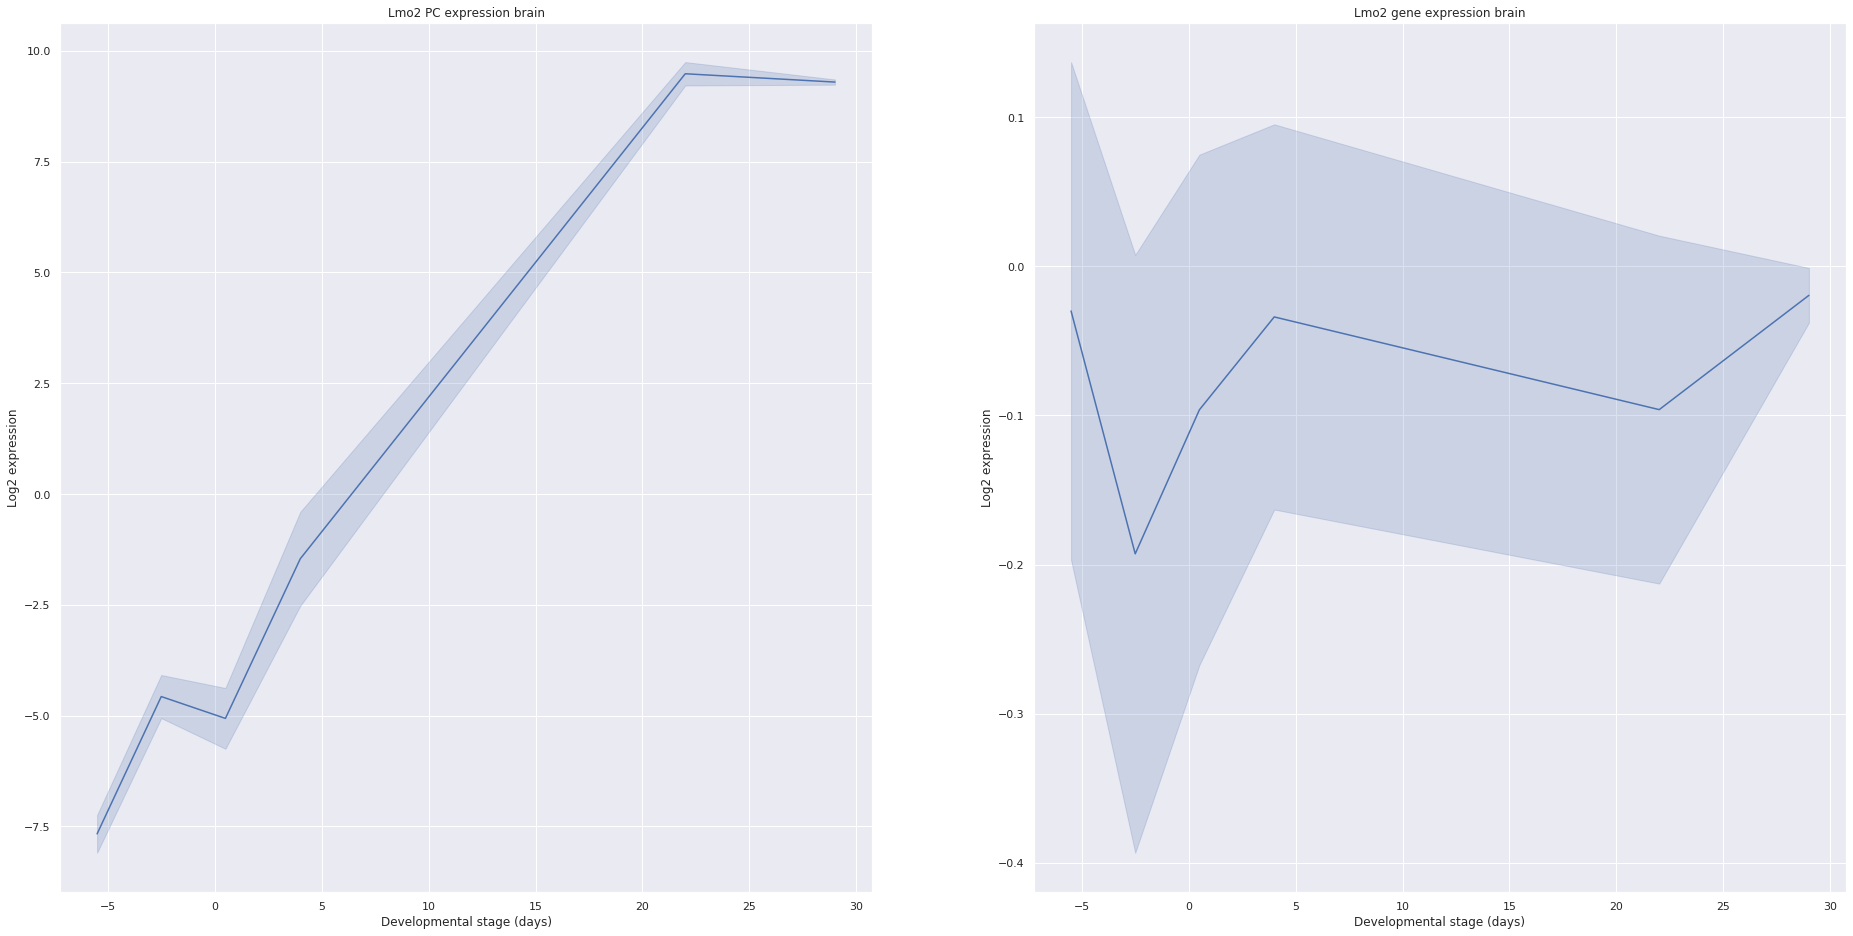 Lmo2 PC expression brain
10.0
7.5
5.0
2.5
0.0
−2.5
−5.0
−7.5
Log2 expression
−5 0 5 10 15 20 25 30
Developmental stage (days)
Lmo2 gene expression brain
0.1
0.0
−0.1
−0.2
−0.3
−0.4
Log2 expression
−5 0 5 10 15 20 25 30
Developmental stage (days)